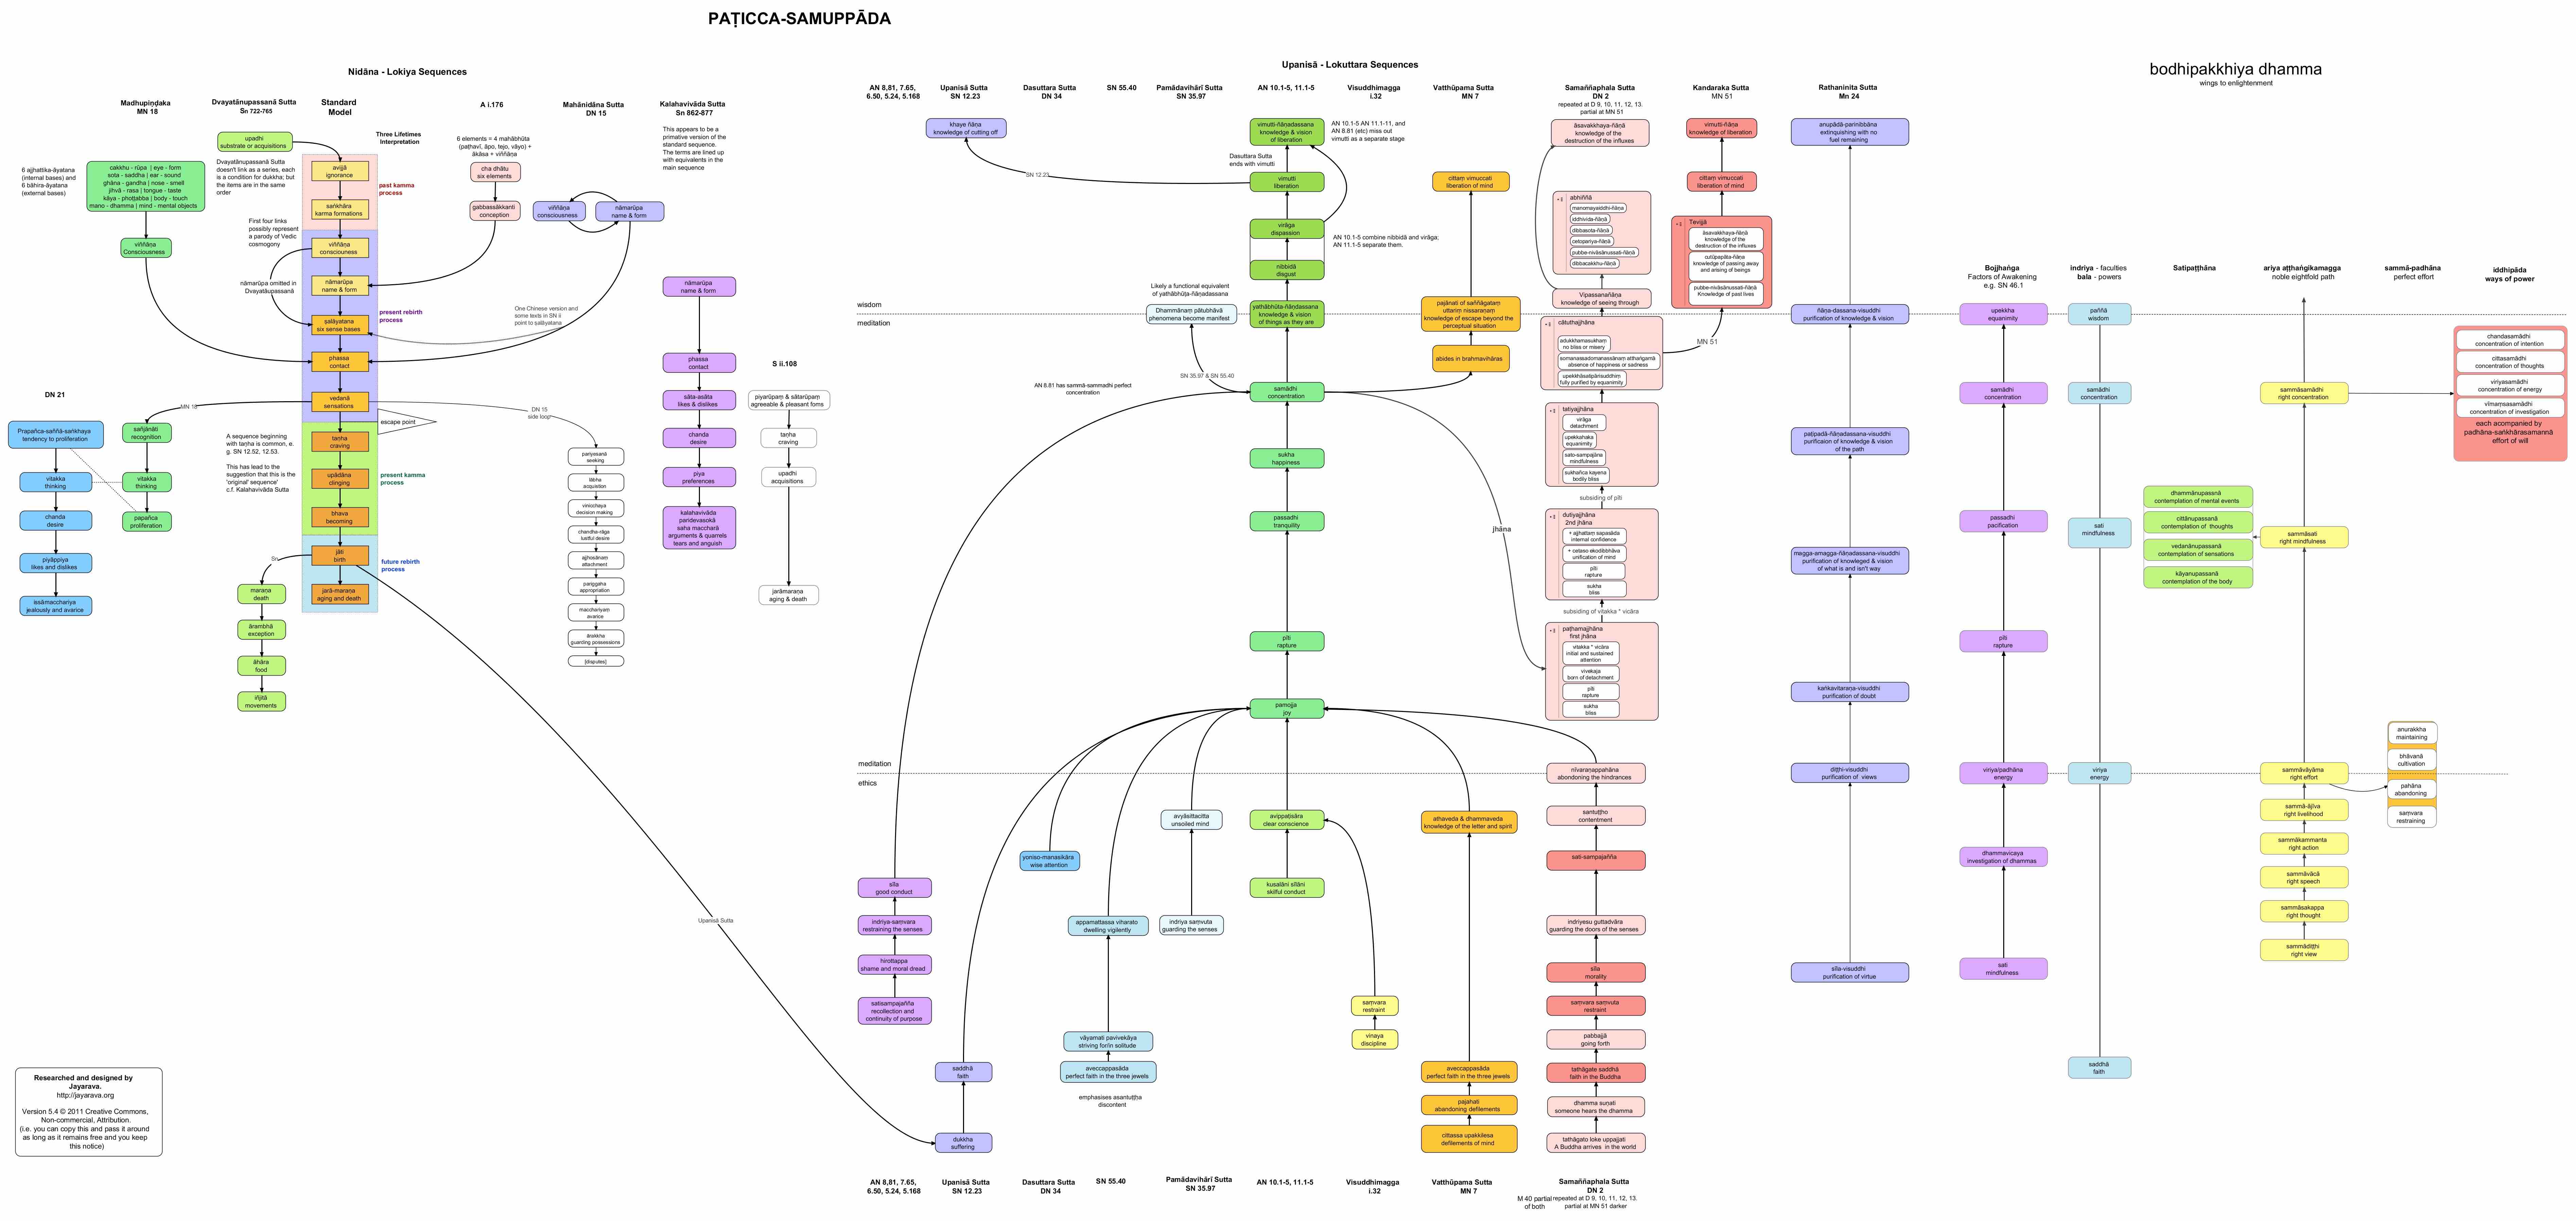 PAṬICCA-SAMUPPĀDA
Nidāna - Lokiya Sequences
Madhupiṇḍaka
MN 18
Dvayatānupassanā Sutta
Sn 722-765
Standard
Model
Three Lifetimes
Interpretation
A i.176
Mahānidāna Sutta
DN 15
Kalahavivāda Sutta
Sn 862-877
6 ajjhattika-āyatana
(internal bases) and
6 bāhira-āyatana
(external bases)
cakkhu - rūpa | eye - form
sota - saddha | ear - sound
ghāna - gandha | nose - smell
jihvā - rasa | tongue - taste
kāya - phoṭṭabba | body - touch
mano - dhamma | mind - mental objects
viññāṇa
Consciousness
upadhi
substrate or acquisitions
Dvayatānupassanā Sutta
doesn't link as a series, each
is a condition for dukkha; but
the items are in the same
order
First four links
possibly represent
a parody of Vedic
cosmogony
nāmarūpa omitted in
Dvayatāupassanā
avijjā
ignorance
saṅkhāra
karma formations
viññāṇa
consciouness
nāmarūpa
name & form
saḷāyatana
six sense bases
phassa
contact
vedanā
sensations
taṇha
craving
upādana
clinging
bhava
becoming
jāti
birth
jarā-maraṇa
aging and death
past kamma
process
present rebirth
process
present kamma
process
future rebirth
process
escape point
6 elements = 4 mahābhūta
(paṭhavī, āpo, tejo, vāyo) +
ākāsa + viññāṇa
cha dhātu
six elements
gabbassâkkanti
conception
viññāṇa
consciousness
nāmarūpa
name & form
One Chinese version and
some texts in SN ii
point to saḷāyatana
This appears to be a
primative version of the
standard sequence.
The terms are lined up
with equivalents in the
main sequence
nāmarūpa
name & form
phassa
contact
sāta-asāta
likes & dislikes
chanda
desire
piya
preferences
kalahavivāda
paridevasokā
saha maccharā
arguments & quarrels
tears and anguish
S ii.108
piyarūpaṃ & sātarūpaṃ
agreeable & pleasant foms
taṇha
craving
upadhi
acquisitions
jarāmaraṇa
aging & death
DN 21
Prapañca-saññā-saṅkhaya
tendency to proliferation
vitakka
thinking
chanda
desire
piyâppiya
likes and dislikes
issāmacchariya
jealously and avarice
MN 18
sañjānāti
recognition
vitakka
thinking
papañca
proliferation
A sequence beginning
with taṇha is common, e.
g. SN 12.52, 12.53.
This has lead to the
suggestion that this is the
'original' sequence'
c.f. Kalahavivāda Sutta
DN 15
side loop
pariyesanā
seeking
lābha
acquistion
vinicchaya
decision making
chandha-rāga
lustful desire
ajjhosānaṃ
attachment
pariggaha
appropriation
macchariyaṃ
avarice
ārakkha
guarding possessions
[disputes]
Sn
maraṇa
death
ārambhā
exception
āhāra
food
iñjitā
movements
Upanisā Sutta
Researched and designed by
Jayarava.
http://jayarava.org
Version 5.4 © 2011 Creative Commons,
Non-commercial, Attribution.
(i.e. you can copy this and pass it around
as long as it remains free and you keep
this notice)
Upanisā - Lokuttara Sequences
AN 8,81, 7.65,
6.50, 5.24, 5.168
Upanisā Sutta
SN 12.23
Dasuttara Sutta
DN 34
SN 55.40
Pamādavihārī Sutta
SN 35.97
AN 10.1-5, 11.1-5
Visuddhimagga
i.32
Vatthūpama Sutta
MN 7
Samaññaphala Sutta
DN 2
repeated at D 9, 10, 11, 12, 13.
partial at MN 51
Kandaraka Sutta
MN 51
Rathaninita Sutta
Mn 24
khaye ñāṇa
knowledge of cutting off
SN 12.23
vimutti-ñāṇadassana
knowledge & vision
of liberation
AN 10.1-5 AN 11.1-11, and
AN 8.81 (etc) miss out
vimutti as a separate stage
Dasuttara Sutta
ends with vimutti
vimutti
liberation
virāga
dispassion
nibbidā
disgust
AN 10.1-5 combine nibbidā and virāga;
AN 11.1-5 separate them.
Likely a functional equivalent
of yathābhūṭa-ñāṇadassana
Dhammānaṃ pātubhāvā
phenomena become manifest
yathābhūta-ñāṇdassana
knowledge & vision
of things as they are
wisdom
meditation
SN 35.97 & SN 55.40
AN 8.81 has sammā-sammadhi perfect
concentration
samādhi
concentration
sukha
happiness
passadhi
tranquility
pīti
rapture
pamojja
joy
jhāna
cittaṃ vimuccati
liberation of mind
pajānati of saññāgataṃ
uttariṃ nissaraṇaṃ
knowledge of escape beyond the
perceptual situation
abides in brahmavihāras
āsavakkhaya-ñāṇa
knowledge of the
destruction of the influxes
abhiññā
manomayaiddhi-ñāṇa
iddhivida-ñāṇā
dibbasota-ñāṇā
cetopariya-ñāṇā
pubbe-nivāsānussati-ñāṇā
dibbacakkhu-ñāṇā
Vipassanañāṇa
knowledge of seeing through
cātuthajjhāna
adukkhamasukhaṃ
no bliss or misery
somanassadomanassānaṃ atthaṅgamā
absence of happiness or sadness
upekkhāsatipārisuddhiṃ
fully purified by equanimity
tatiyajjhāna
virāga
detachment
upekkahaka
equanimity
sato-sampajāna
mindfulness
sukhañca kayena
bodily bliss
subsiding of pīti
dutiyajjhāna
2nd jhāna
+ ajjhattaṃ sapasāda
internal confidence
+ cetaso ekodibbhāva
unification of mind
pīti
rapture
sukha
bliss
subsiding of vitakka * vicāra
paṭhamajjhāna
first jhāna
vitakka * vicāra
initial and sustained
attention
vivekaja
born of detachment
pīti
rapture
sukha
bliss
vimutti-ñāṇa
knowledge of liberation
cittaṃ vimuccati
liberation of mind
Tevijjā
āsavakkhaya-ñāṇa
knowledge of the
destruction of the influxes
cutūpapāta-ñāṇa
knowledge of passing away
and arising of beings
pubbe-nivāsānussati-ñāṇā
Knowledge of past lives
MN 51
meditation
ethics
sīla
good conduct
indriya-saṃvara
restraining the senses
hirottappa
shame and moral dread
satisampajañña
recollection and
continuity of purpose
saddhā
faith
dukkha
suffering
yoniso-manasikāra
wise attention
appamattassa viharato
dwelling vigilently
vāyamati pavivekāya
striving for/in solitude
aveccappasāda
perfect faith in the three jewels
emphasises asantuṭṭha
discontent
avyāsittacitta
unsoiled mind
indriya saṃvuta
guarding the senses
avippaṭisāra
clear conscience
kusalāni sīlāni
skilful conduct
saṃvara
restraint
vinaya
discipline
athaveda & dhammaveda
knowledge of the letter and spirit
aveccappasāda
perfect faith in the three jewels
pajahati
abandoning defilements
cittassa upakkilesa
defilements of mind
nīvaraṇappahāna
abondoning the hindrances
santuṭṭho
contentment
sati-sampajañña
indriyesu guttadvāra
guarding the doors of the senses
sīla
morality
saṃvara saṃvuta
restraint
pabbajjā
going forth
tathāgate saddhā
faith in the Buddha
dhamma suṇati
someone hears the dhamma
tathāgato loke uppajjati
A Buddha arrives in the world
anupādā-parinibbāna
extinquishing with no
fuel remaining
ñāṇa-dassana-visuddhi
purification of knowledge & vision
paṭipadā-ñāṇadassana-visuddhi
purificaion of knowledge & vision
of the path
magga-amagga-ñāṇadassana-visuddhi
purification of knowleged & vision
of what is and isn't way
kaṅkavitaraṇa-visuddhi
purification of doubt
diṭṭhi-visuddhi
purification of views
sīla-visuddhi
purification of virtue
AN 8,81, 7.65,
6.50, 5.24, 5.168
Upanisā Sutta
SN 12.23
Dasuttara Sutta
DN 34
SN 55.40
Pamādavihārī Sutta
SN 35.97
AN 10.1-5, 11.1-5
Visuddhimagga
i.32
Vatthūpama Sutta
MN 7
Samaññaphala Sutta
DN 2
M 40 partial
of both
repeated at D 9, 10, 11, 12, 13.
partial at MN 51 darker
bodhipakkhiya dhamma
wings to enlightenment
Bojjhaṅga
Factors of Awakening
e.g. SN 46.1
indriya - faculties
bala - powers
Satipaṭṭhāna
ariya aṭṭhaṅgikamagga
noble eightfold path
sammā-padhāna
perfect effort
iddhipāda
ways of power
upekkha
equanimity
samādhi
concentration
passadhi
pacification
pīti
rapture
viriya/padhāna
energy
dhammavicaya
investigation of dhammas
sati
mindfulness
paññā
wisdom
samādhi
concentration
sati
mindfulness
viriya
energy
saddhā
faith
dhammānupassanā
contemplation of mental events
cittānupassanā
contemplation of thoughts
vedanānupassanā
contemplation of sensations
kāyanupassanā
contemplation of the body
sammāsamādhi
right concentration
sammāsati
right mindfulness
sammāvāyāma
right effort
sammā-ājīva
right livelihood
sammākammanta
right action
sammāvācā
right speech
sammāsakappa
right thought
sammādiṭṭhi
right view
anurakkha
maintaining
bhāvanā
cultivation
pahāna
abandoning
saṃvara
restraining
chandasamādhi
concentration of intention
cittasamādhi
concentration of thoughts
viriyasamādhi
concentration of energy
vīmaṃsasamādhi
concentration of investigation
each acompanied by
padhāna-saṅkhārasamannā
effort of will